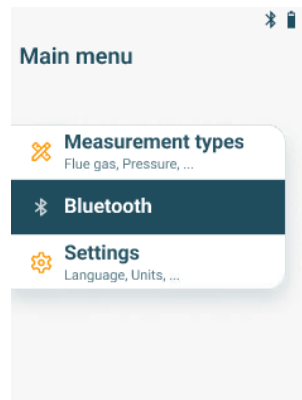 Main menu
Measurement types
Flue gas, Pressure, ...
Bluetooth
Settings
Language, Units, ...